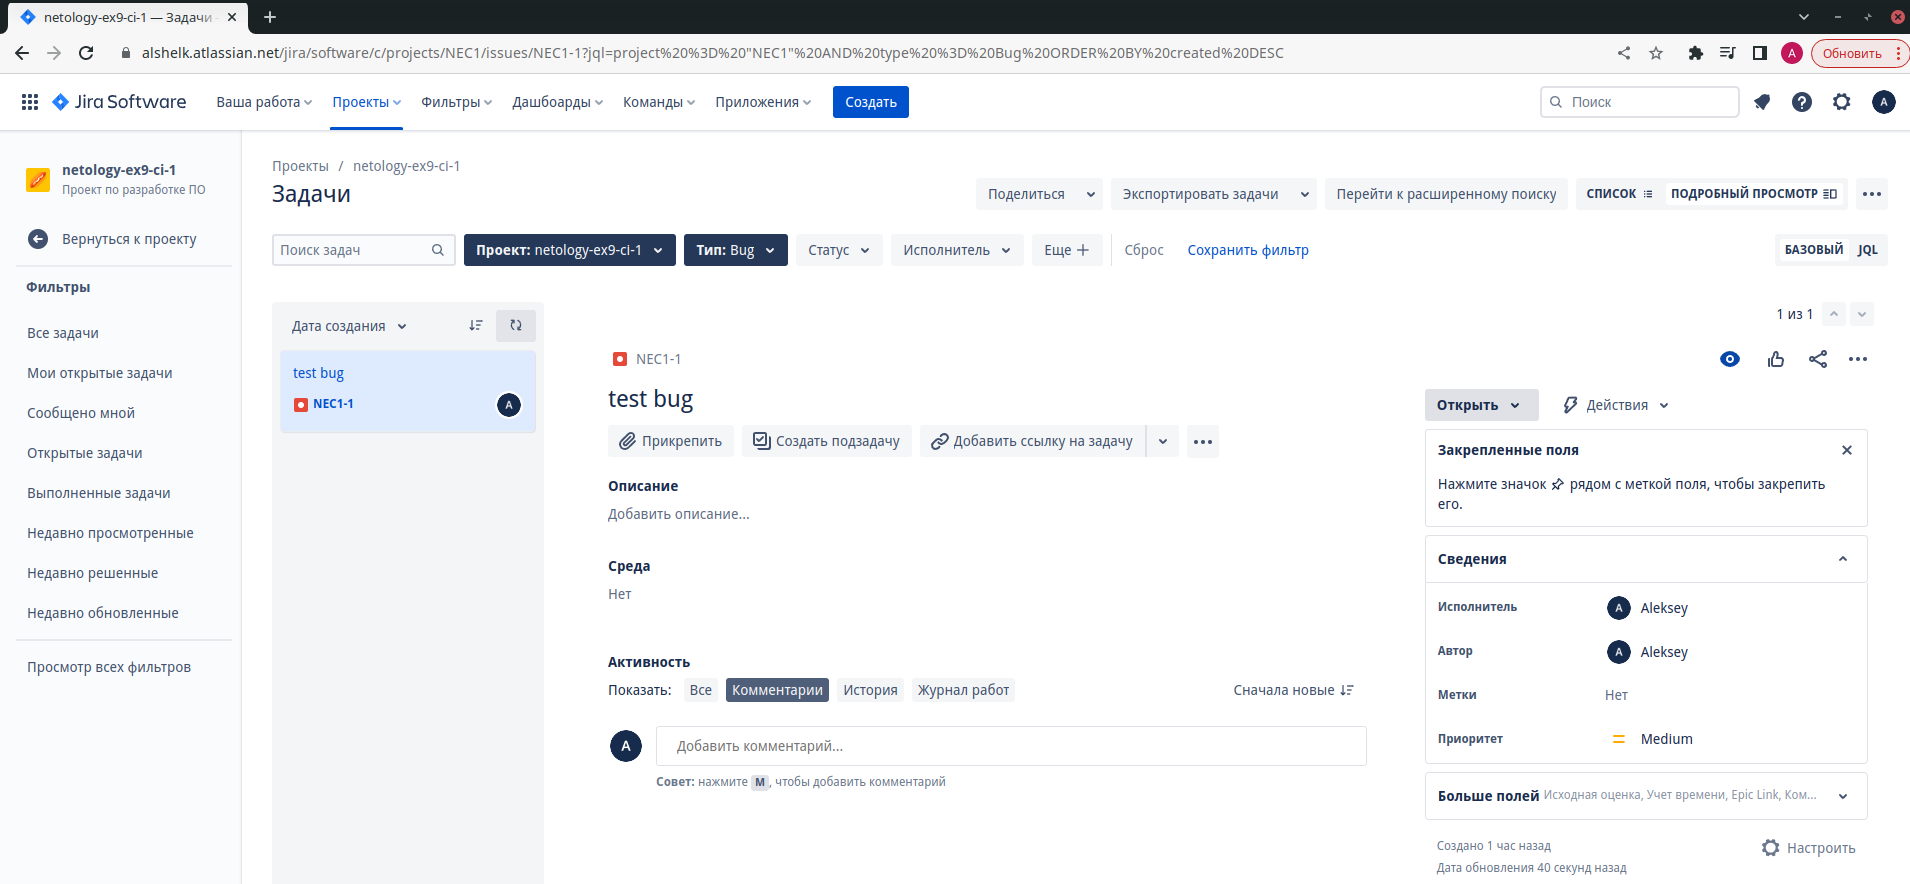 netology-ex9-ci-1 — Задачи -
alshelk.atlassian.net/jira/software/c/projects/NEC1/issues/NEC1-1?jql=project%20%3D%20"NEC1"%20AND%20type%20%3D%20Bug%20ORDER%20BY%20created%20DESC
A
Обновить
Jira Software
Ваша работа
Проекты
Фильтры
Дашборды
Команды
Приложения
Создать
Поиск
A
netology-ex9-ci-1
Проект по разработке ПО
Вернуться к проекту
Фильтры
Все задачи
Мои открытые задачи
Сообщено мной
Открытые задачи
Выполненные задачи
Недавно просмотренные
Недавно решенные
Недавно обновленные
Просмотр всех фильтров
Проекты / netology-ex9-ci-1
Задачи
Поделиться
Экспортировать задачи
Перейти к расширенному поиску
СПИСОК
ПОДРОБНЫЙ ПРОСМОТР
Поиск задач
Проект: netology-ex9-ci-1
Тип: Bug
Статус
Исполнитель
Еще
Сброс
Сохранить фильтр
БАЗОВЫЙ
JQL
Дата создания
test bug
NEC1-1
A
1 из 1
NEC1-1
test bug
Прикрепить
Создать подзадачу
Добавить ссылку на задачу
Описание
Добавить описание...
Среда
Нет
Активность
Показать:
Все
Комментарии
История
Журнал работ
Сначала новые
A
Добавить комментарий...
Совет: нажмите M, чтобы добавить комментарий
Открыть
Действия
Закрепленные поля
Нажмите значок рядом с меткой поля, чтобы закрепить
его.
Сведения
Исполнитель
A Aleksey
Автор
A Aleksey
Метки
Нет
Приоритет
Medium
Больше полей Исходная оценка, Учет времени, Epic Link, Ком...
Создано 1 час назад
Настроить
Дата обновления 40 секунд назад